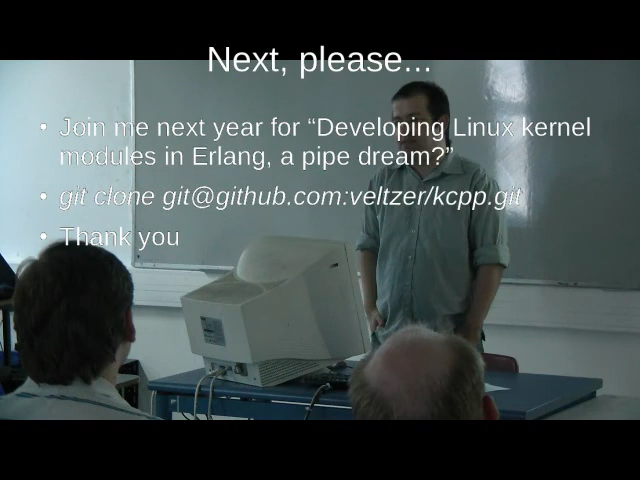 Next, please...
• Join me next year for “Developing Linux kernel
modules in Erlang, a pipe dream?”
• git clone git@github.com:veltzer/kcpp.git
• Thank you